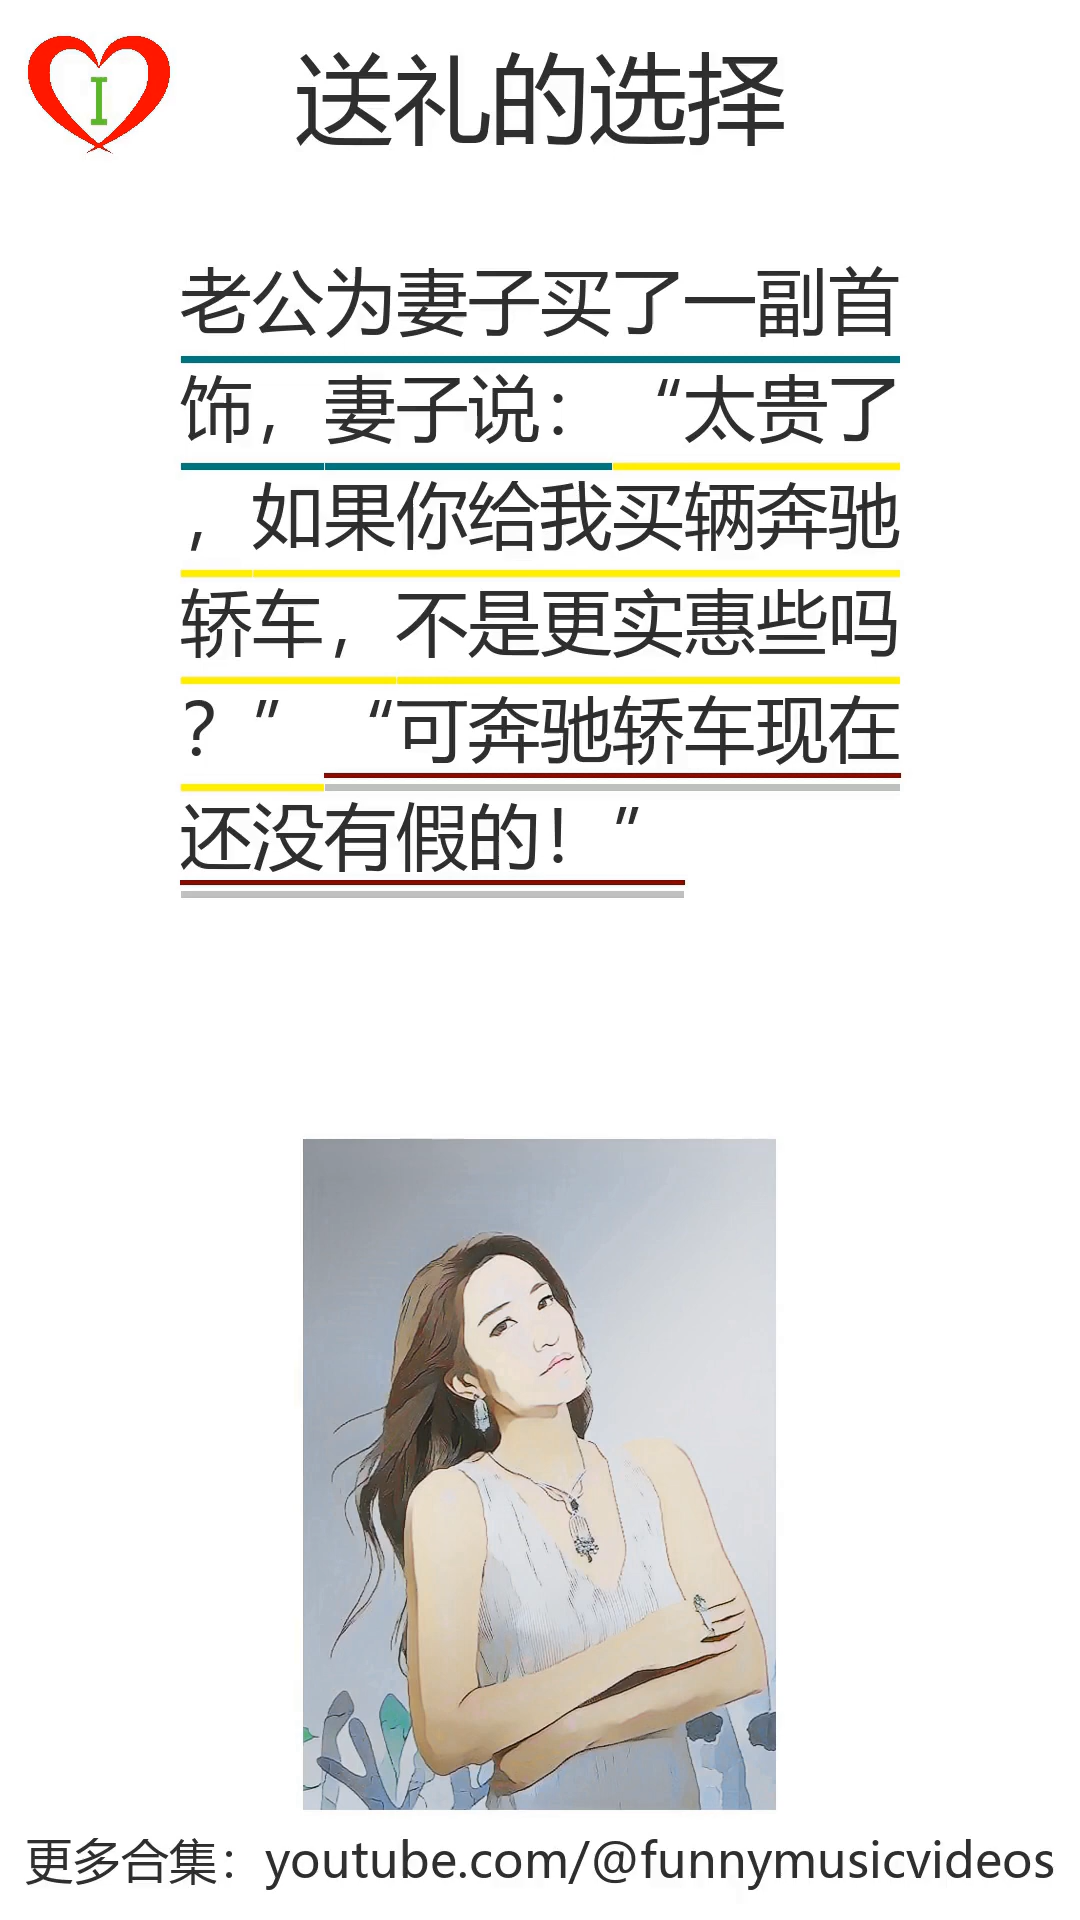 I
送礼的选择
老公为妻子买了一副首
饰，妻子说：“太贵了
，如果你给我买辆奔驰
轿车，不是更实惠些吗
？”“可奔驰轿车现在
还没有假的！”
更多合集：youtube.com/@funnymusicvideos